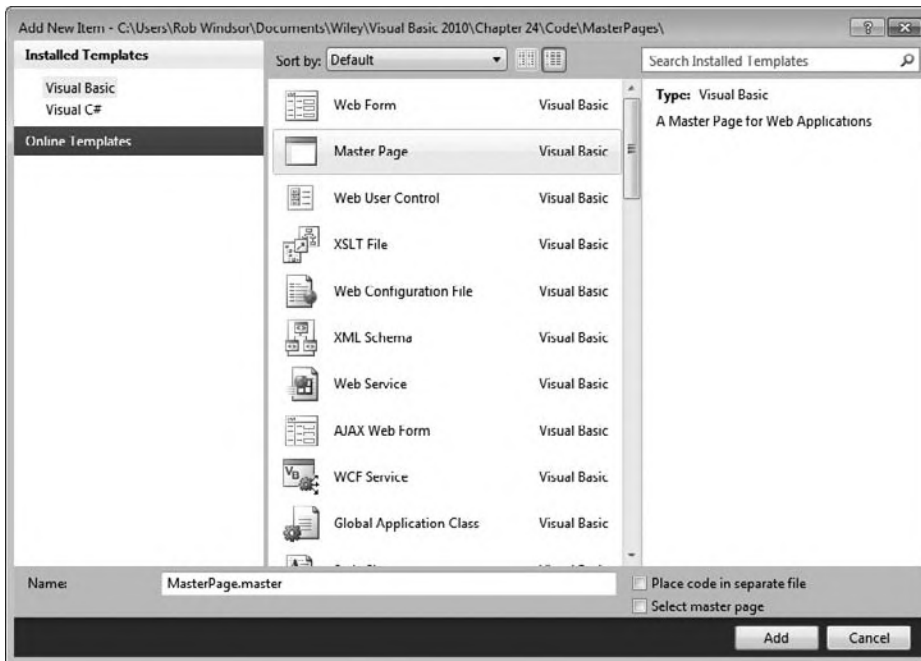 Add New Item - C:\Users\Rob Windsor\Documents\Wiley\Visual Basic 2010\Chapter 24\Code\MasterPages\
Installed Templates
Visual Basic
Visual C#
Online Templates
Sort by: Default
Search Installed Templates
Web Form Visual Basic
Master Page Visual Basic
Web User Control Visual Basic
XSLT File Visual Basic
Web Configuration File Visual Basic
XML Schema Visual Basic
Web Service Visual Basic
AJAX Web Form Visual Basic
WCF Service Visual Basic
Global Application Class Visual Basic
Type: Visual Basic
A Master Page for Web Applications
Name: MasterPage.master
Place code in separate file
Select master page
Add Cancel